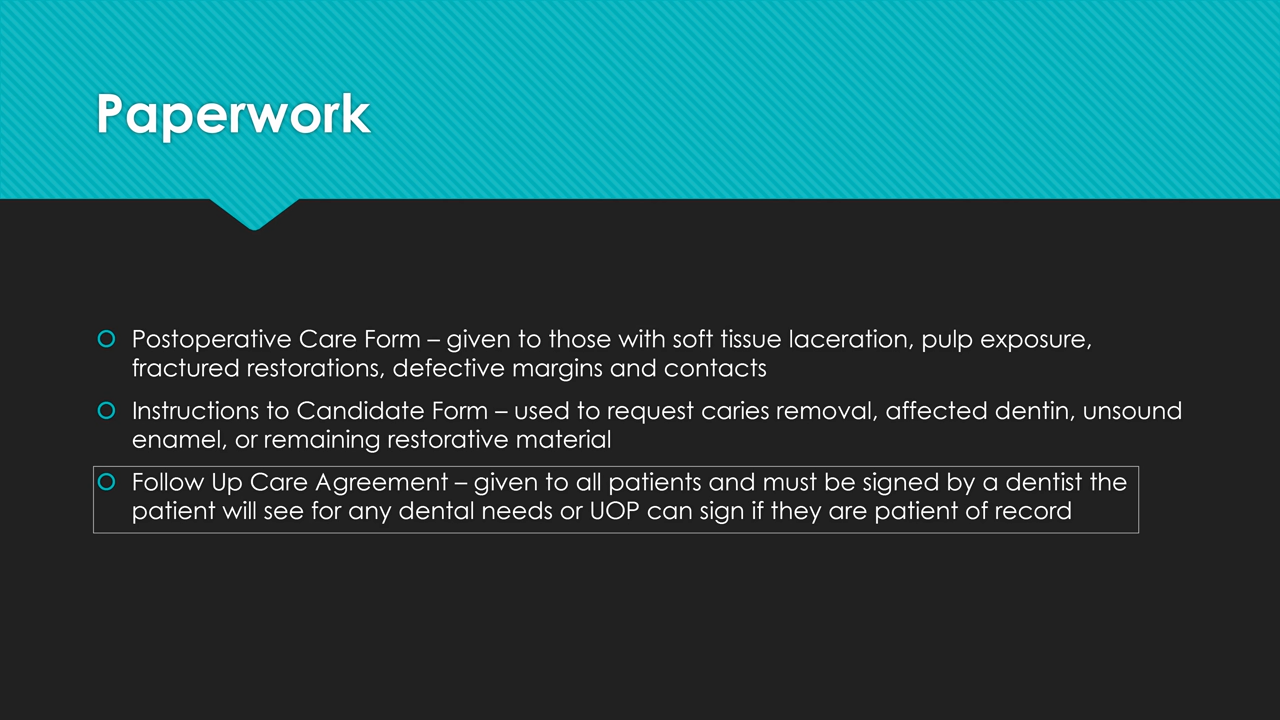 Paperwork
Postoperative Care Form – given to those with soft tissue laceration, pulp exposure,
fractured restorations, defective margins and contacts
Instructions to Candidate Form – used to request caries removal, affected dentin, unsound
enamel, or remaining restorative material
Follow Up Care Agreement – given to all patients and must be signed by a dentist the
patient will see for any dental needs or UOP can sign if they are patient of record